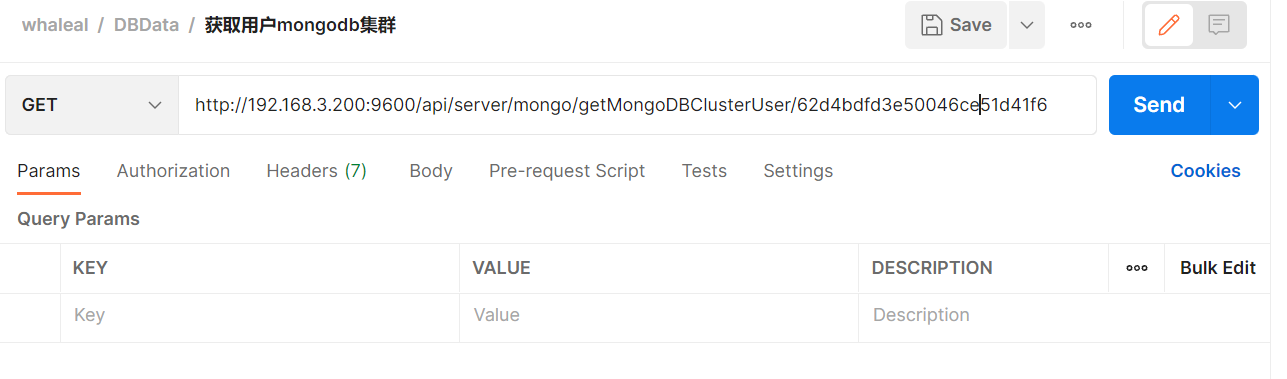 whaleal / DBData / 获取用户mongodb集群 Save
GET http://192.168.3.200:9600/api/server/mongo/getMongoDBClusterUser/62d4bdfd3e50046ce51d41f6 Send
Params Authorization Headers (7) Body Pre-request Script Tests Settings Cookies
Query Params
KEY VALUE DESCRIPTION Bulk Edit
Key Value Description